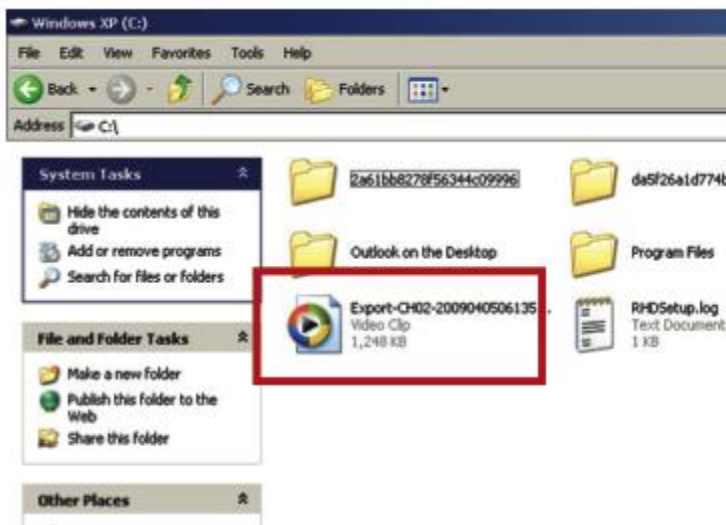 Windows XP (C:)
File Edit View Favorites Tools Help
Back Search Folders
Address C:\
System Tasks
Hide the contents of this
drive
Add or remove programs
Search for files or folders
File and Folder Tasks
Make a new folder
Publish this folder to the
Web
Share this folder
Other Places
2a61bb8278f56344c09996
da5f26a1d774b
Outlook on the Desktop
Program Files
Export-CH02-2009040506135...
Video Clip
1,248 KB
RHDSetup.log
Text Document
1 KB